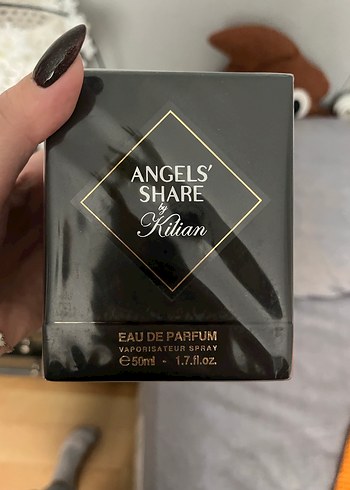 ANGELS'
SHARE
by
Kilian
EAU DE PARFUM
VAPORISATEUR SPRAY
℮50ml - 1.7.fl.oz.